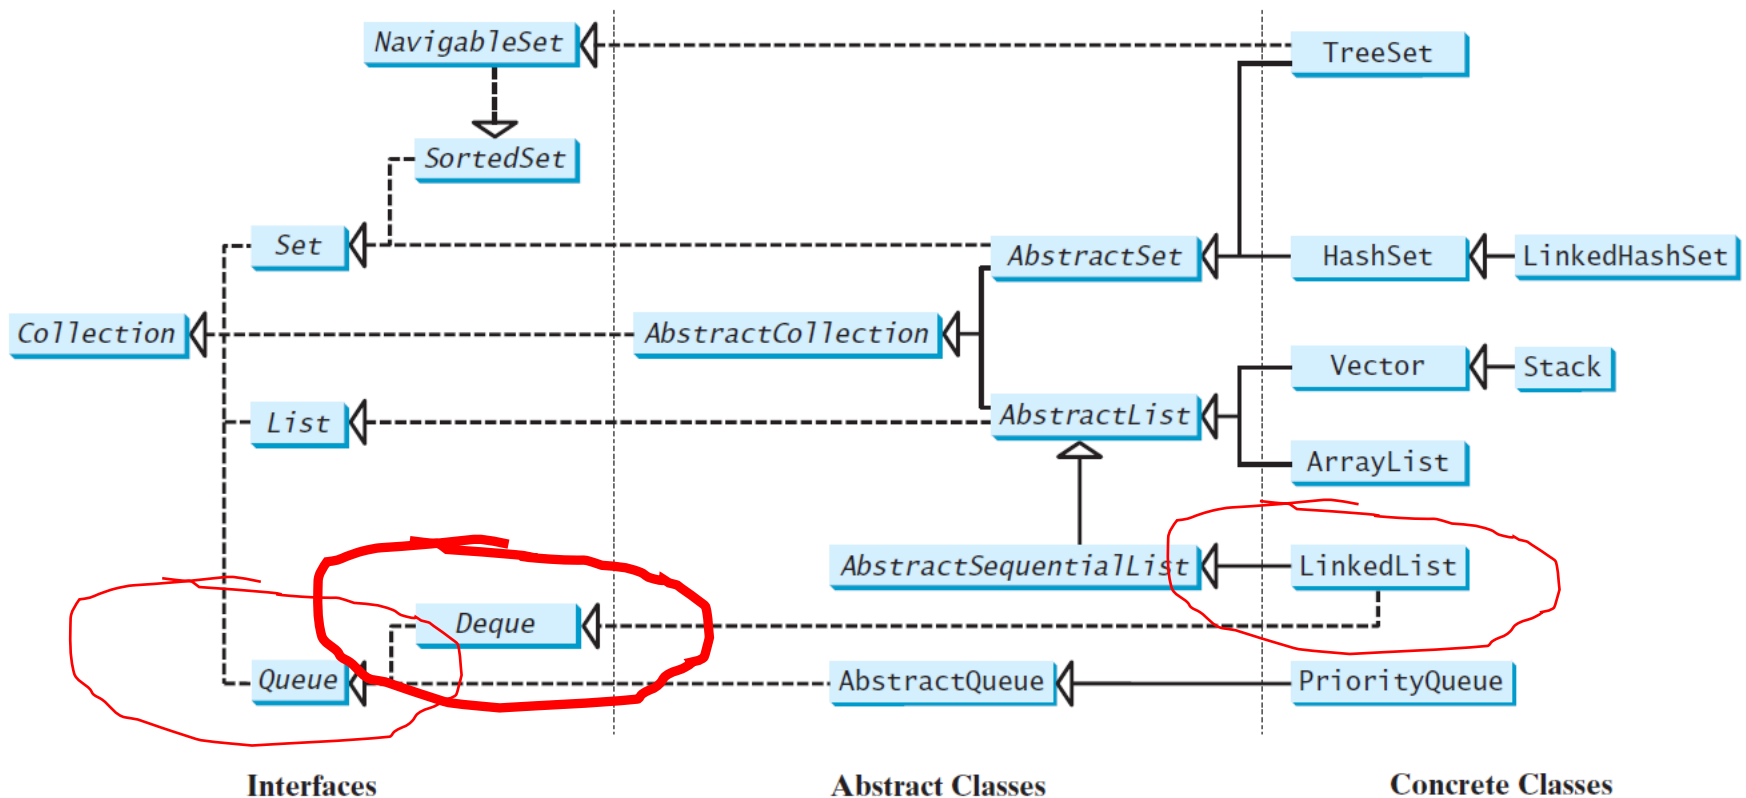 NavigableSet
TreeSet
SortedSet
Set
AbstractSet
HashSet
LinkedHashSet
Collection
AbstractCollection
Vector
Stack
List
AbstractList
ArrayList
AbstractSequentialList
LinkedList
Deque
Queue
AbstractQueue
PriorityQueue
Interfaces
Abstract Classes
Concrete Classes